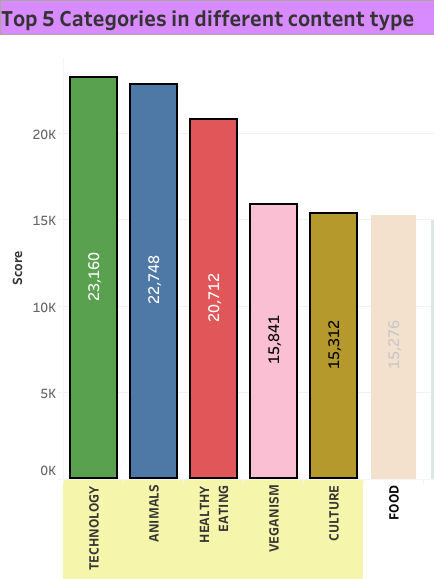 Top 5 Categories in different content type
20K
15K
10K
5K
0K
Score
23,160
22,748
20,712
15,841
15,312
15,276
TECHNOLOGY
ANIMALS
HEALTHY
EATING
VEGANISM
CULTURE
FOOD